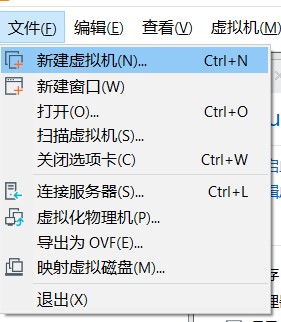 文件(F) 编辑(E) 查看(V) 虚拟机(M)
新建虚拟机(N)... Ctrl+N
新建窗口(W)
打开(O)... Ctrl+O
扫描虚拟机(S)...
关闭选项卡(C) Ctrl+W
连接服务器(S)... Ctrl+L
虚拟化物理机(P)...
导出为 OVF(E)...
映射虚拟磁盘(M)...
退出(X)